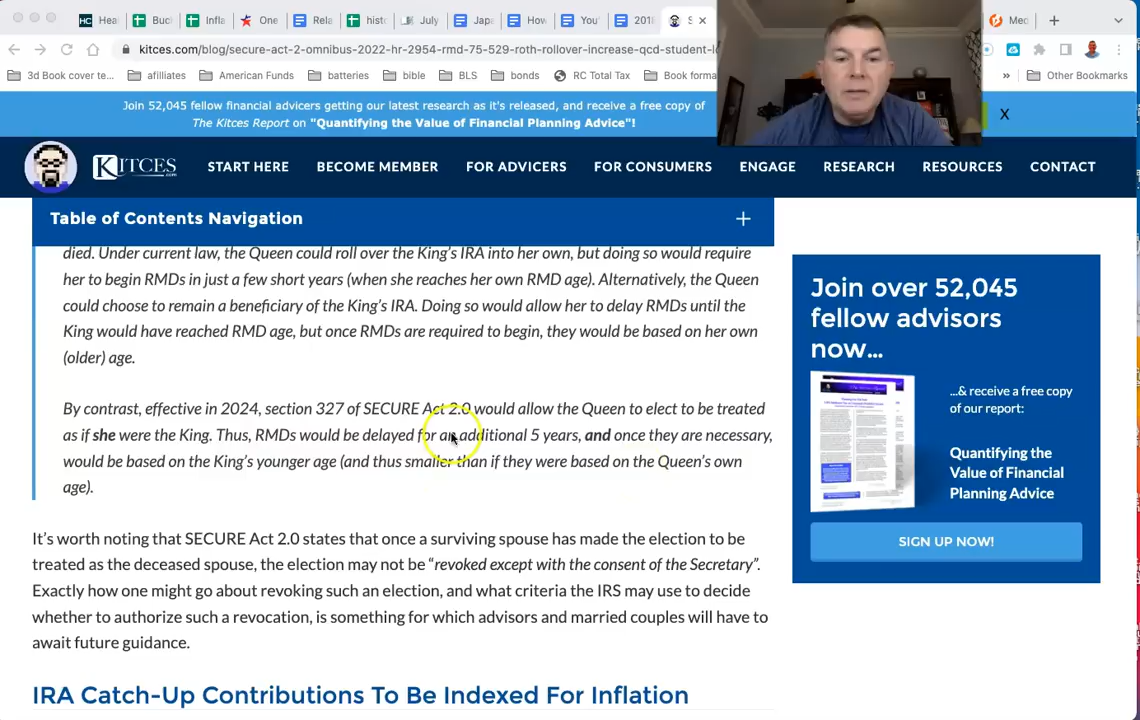 Hea
Buc
Infla
One
Rela
hist
July
Jap
How
You'
2018
S
Med
kitces.com/blog/secure-act-2-omnibus-2022-hr-2954-rmd-75-529-roth-rollover-increase-qcd-student-lo
3d Book cover te...
afiliates
American Funds
batteries
bible
BLS
bonds
RC Total Tax
Book forma
»
Other Bookmarks
Join 52,045 fellow financial advicers getting our latest research as it's released, and receive a free copy of
The Kitces Report on "Quantifying the Value of Financial Planning Advice"!
X
KITCES.com
START HERE
BECOME MEMBER
FOR ADVICERS
FOR CONSUMERS
ENGAGE
RESEARCH
RESOURCES
CONTACT
Table of Contents Navigation
died. Under current law, the Queen could roll over the King's IRA into her own, but doing so would require
her to begin RMDs in just a few short years (when she reaches her own RMD age). Alternatively, the Queen
could choose to remain a beneficiary of the King's IRA. Doing so would allow her to delay RMDs until the
King would have reached RMD age, but once RMDs are required to begin, they would be based on her own
(older) age.
By contrast, effective in 2024, section 327 of SECURE Act 2.0 would allow the Queen to elect to be treated
as if she were the King. Thus, RMDs would be delayed for an additional 5 years, and once they are necessary,
would be based on the King's younger age (and thus smaller than if they were based on the Queen's own
age).
It's worth noting that SECURE Act 2.0 states that once a surviving spouse has made the election to be
treated as the deceased spouse, the election may not be "revoked except with the consent of the Secretary".
Exactly how one might go about revoking such an election, and what criteria the IRS may use to decide
whether to authorize such a revocation, is something for which advisors and married couples will have to
await future guidance.
IRA Catch-Up Contributions To Be Indexed For Inflation
Join over 52,045
fellow advisors
now...
...& receive a free copy
of our report:
Quantifying the
Value of Financial
Planning Advice
SIGN UP NOW!